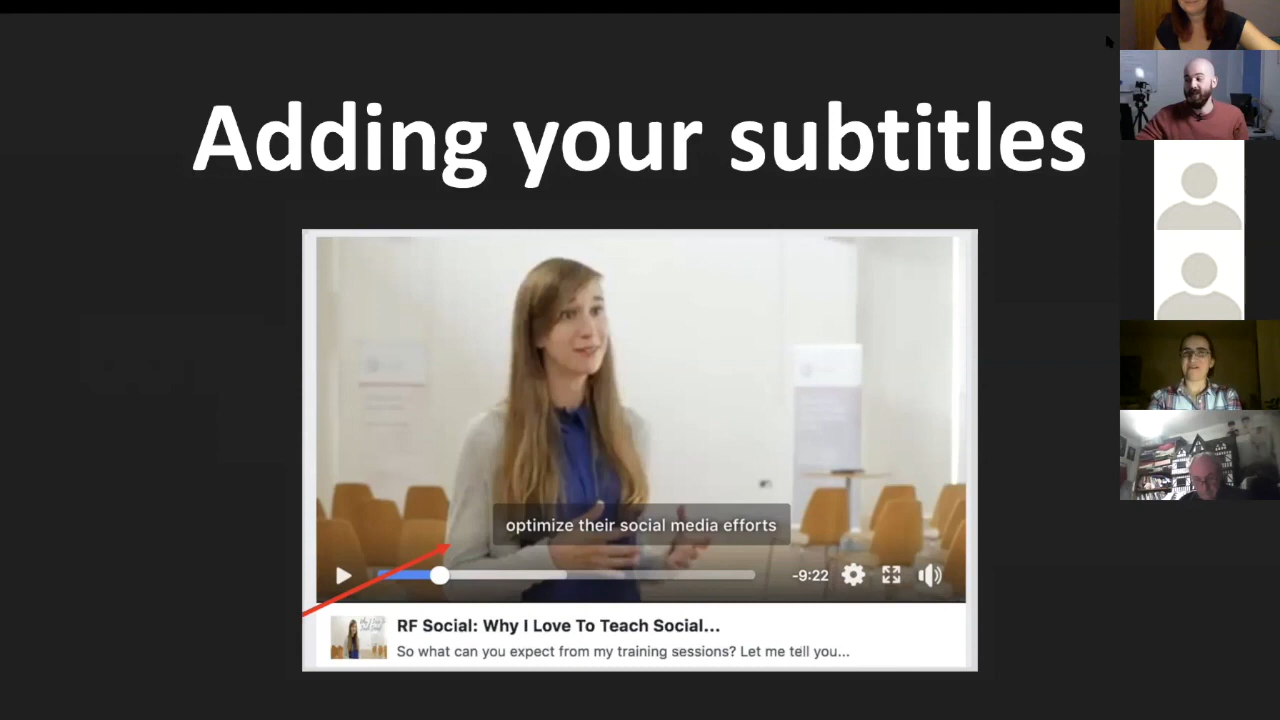 Adding your subtitles
optimize their social media efforts
-9:22
RF Social: Why I Love To Teach Social...
So what can you expect from my training sessions? Let me tell you...